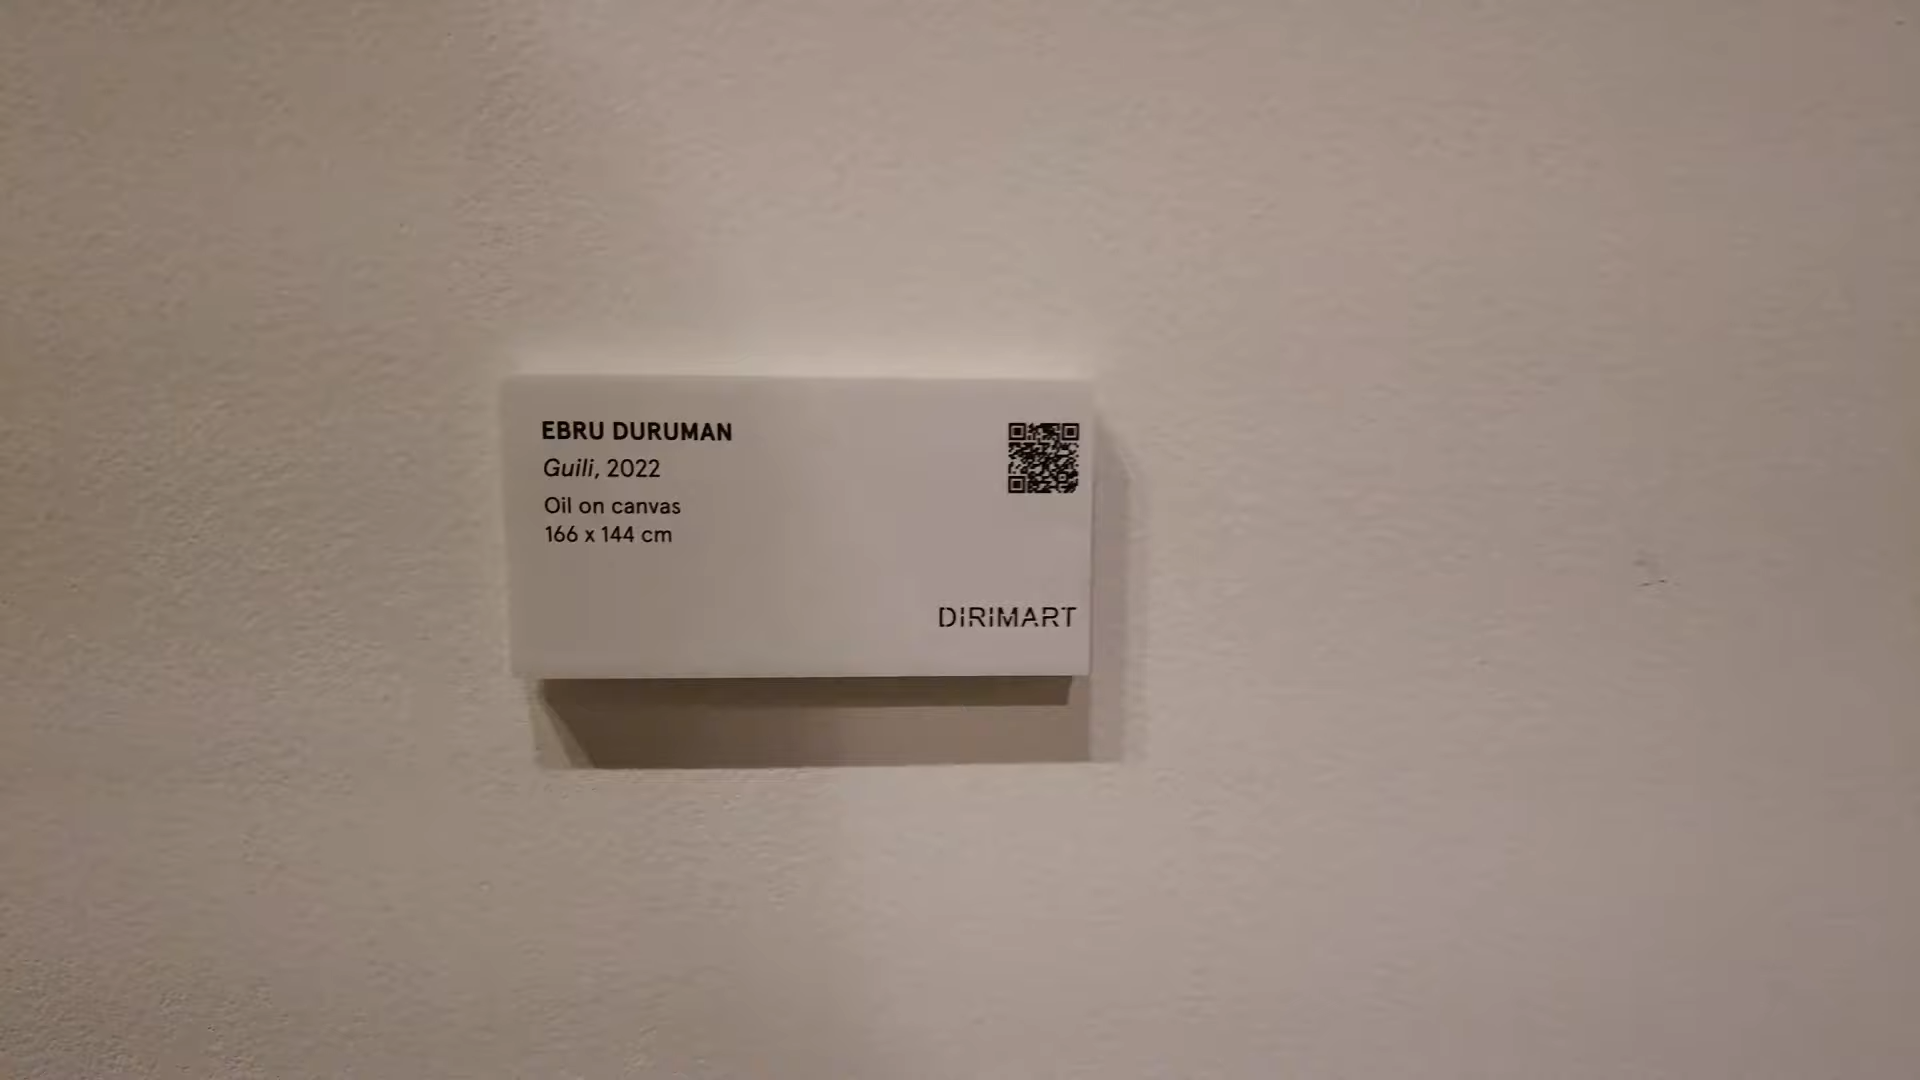 EBRU DURUMAN
Guili, 2022
Oil on canvas
166 x 144 cm
DIRIMART